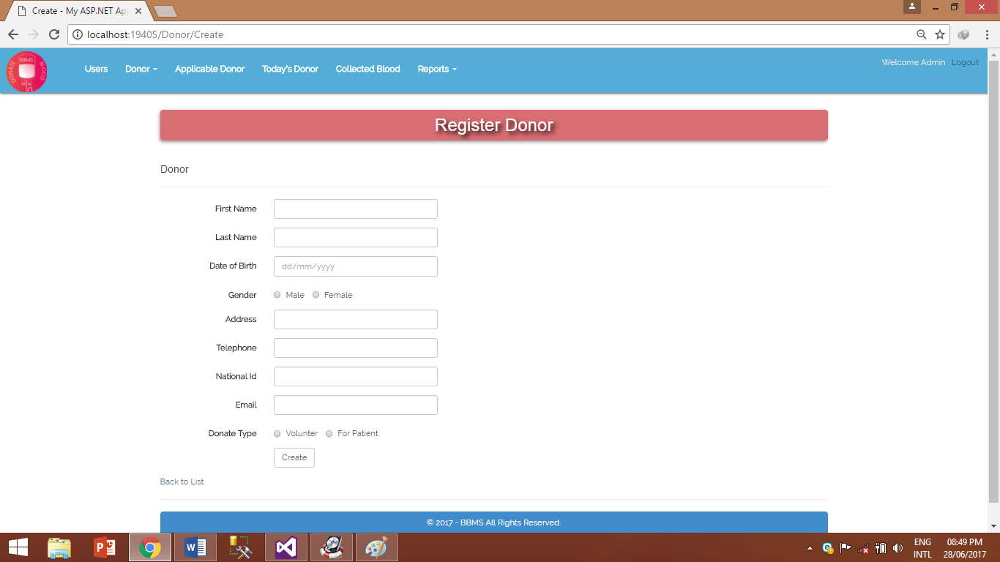 Create - My ASP.NET Ap
localhost:19405/Donor/Create
BBMS
DONATE BLOOD
Users Donor Applicable Donor Today's Donor Collected Blood Reports
Welcome Admin Logout
Register Donor
Donor
First Name
Last Name
Date of Birth dd/mm/yyyy
Gender Male Female
Address
Telephone
National Id
Email
Donate Type Volunter For Patient
Create
Back to List
© 2017 - BBMS All Rights Reserved.
ENG 08:49 PM
INTL 28/06/2017